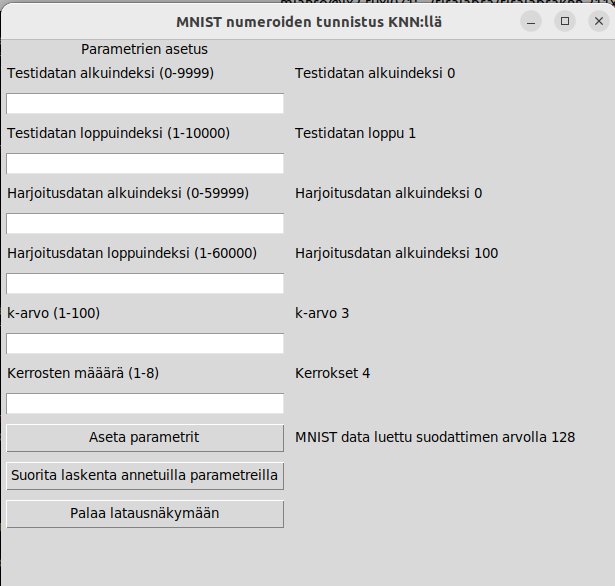 MNIST numeroiden tunnistus KNN:llä
Parametrien asetus
Testidatan alkuindeksi (0-9999)
Testidatan alkuindeksi 0
Testidatan loppuindeksi (1-10000)
Testidatan loppu 1
Harjoitusdatan alkuindeksi (0-59999)
Harjoitusdatan alkuindeksi 0
Harjoitusdatan loppuindeksi (1-60000)
Harjoitusdatan alkuindeksi 100
k-arvo (1-100)
k-arvo 3
Kerrosten määärä (1-8)
Kerrokset 4
Aseta parametrit
MNIST data luettu suodattimen arvolla 128
Suorita laskenta annetuilla parametreilla
Palaa latausnäkymään